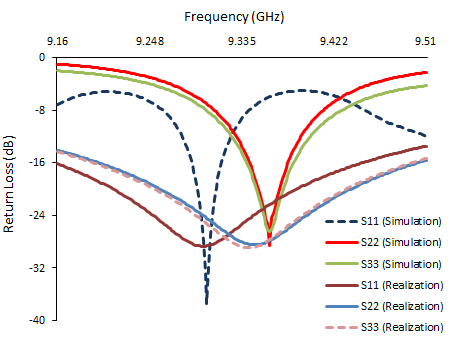 Frequency (GHz)
9.16 9.248 9.335 9.422 9.51
0
-8
-16
-24
-32
-40
Return Loss (dB)
S11 (Simulation)
S22 (Simulation)
S33 (Simulation)
S11 (Realization)
S22 (Realization)
S33 (Realization)